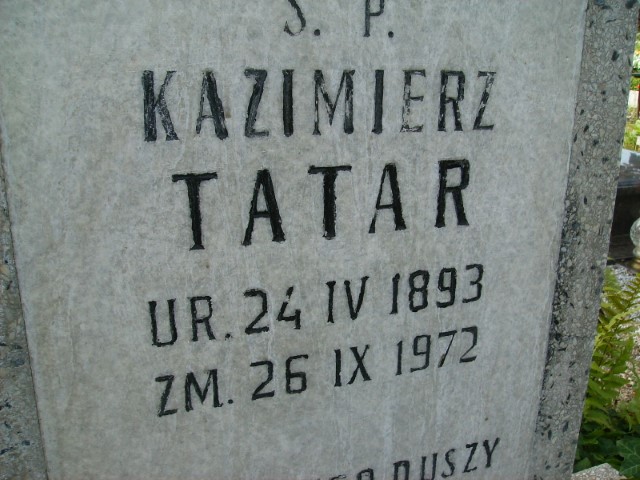 Ś. P.
KAZIMIERZ
TATAR
UR. 24 IV 1893
ZM. 26 IX 1972
DUSZY